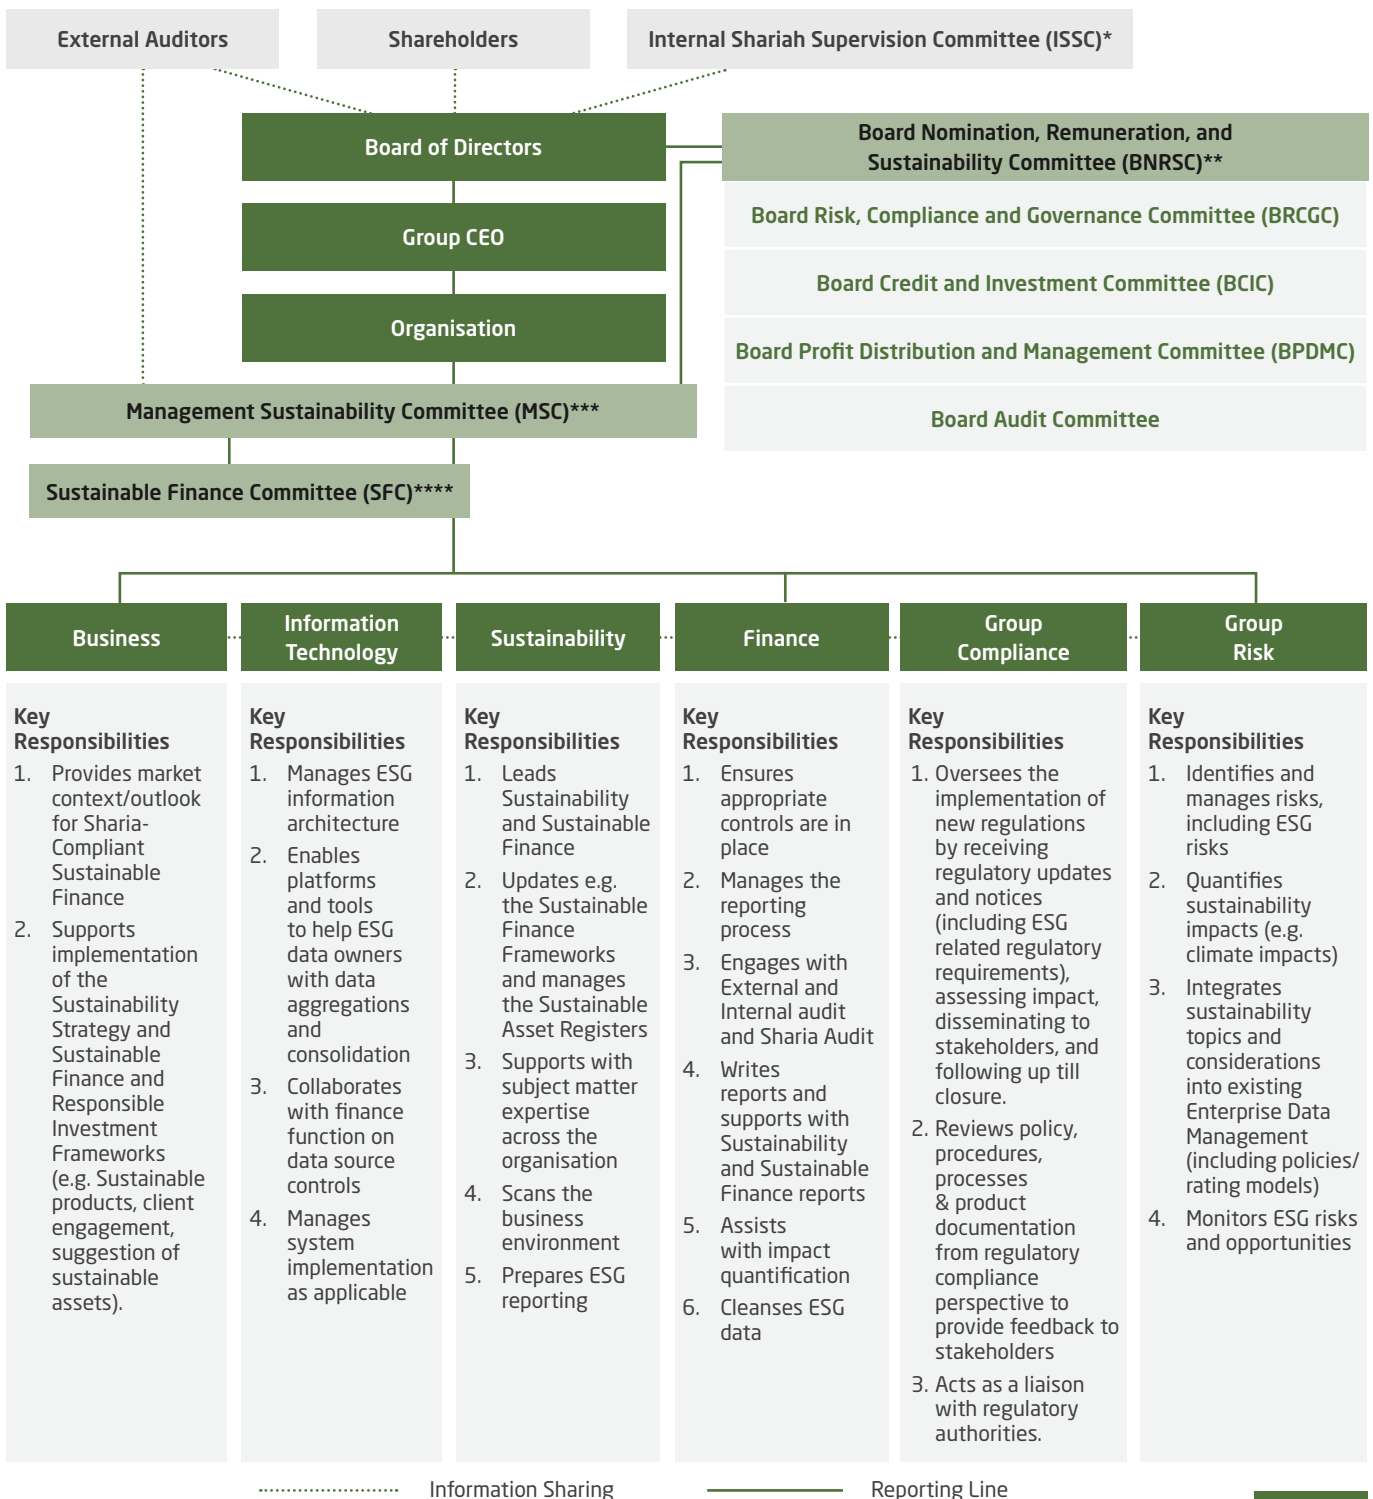 External Auditors
Shareholders
Internal Shariah Supervision Committee (ISSC)*
Board of Directors
Board Nomination, Remuneration, and
Sustainability Committee (BNRSC)**
Board Risk, Compliance and Governance Committee (BRCGC)
Group CEO
Board Credit and Investment Committee (BCIC)
Organisation
Board Profit Distribution and Management Committee (BPDMC)
Management Sustainability Committee (MSC)***
Board Audit Committee
Sustainable Finance Committee (SFC)****
Business
Information
Technology
Sustainability
Finance
Group
Compliance
Group
Risk
Key
Responsibilities
1. Provides market
context/outlook
for Sharia-
Compliant
Sustainable
Finance
2. Supports
implementation
of the
Sustainability
Strategy and
Sustainable
Finance and
Responsible
Investment
Frameworks
(e.g. Sustainable
products, client
engagement,
suggestion of
sustainable
assets).
Key
Responsibilities
1. Manages ESG
information
architecture
2. Enables
platforms
and tools
to help ESG
data owners
with data
aggregations
and
consolidation
3. Collaborates
with finance
function on
data source
controls
4. Manages
system
implementation
as applicable
Key
Responsibilities
1. Leads
Sustainability
and Sustainable
Finance
2. Updates e.g.
the Sustainable
Finance
Frameworks
and manages
the Sustainable
Asset Registers
3. Supports with
subject matter
expertise
across the
organisation
4. Scans the
business
environment
5. Prepares ESG
reporting
Key
Responsibilities
1. Ensures
appropriate
controls are in
place
2. Manages the
reporting
process
3. Engages with
External and
Internal audit
and Sharia Audit
4. Writes
reports and
supports with
Sustainability
and Sustainable
Finance reports
5. Assists
with impact
quantification
6. Cleanses ESG
data
Key
Responsibilities
1. Oversees the
implementation of
new regulations
by receiving
regulatory updates
and notices
(including ESG
related regulatory
requirements),
assessing impact,
disseminating to
stakeholders, and
following up till
closure.
2. Reviews policy,
procedures,
processes
& product
documentation
from regulatory
compliance
perspective to
provide feedback to
stakeholders
3. Acts as a liaison
with regulatory
authorities.
Key
Responsibilities
1. Identifies and
manages risks,
including ESG
risks
2. Quantifies
sustainability
impacts (e.g.
climate impacts)
3. Integrates
sustainability
topics and
considerations
into existing
Enterprise Data
Management
(including policies/
rating models)
4. Monitors ESG risks
and opportunities
Information Sharing
Reporting Line